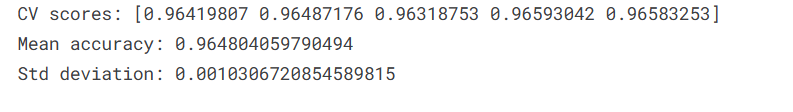 CV scores: [0.96419807 0.96487176 0.96318753 0.96593042 0.96583253]
Mean accuracy: 0.964804059790494
Std deviation: 0.0010306720854589815